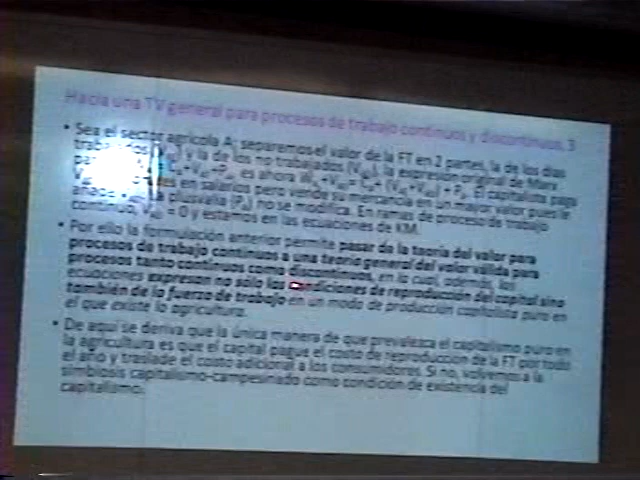 Hacia una TV general para procesos de trabajo continuos y discontinuos, 3
• Sea el sector agrícola A; separemos el valor de la FT en 2 partes, la de los días
y la de los no trabajados la expresión original de Marx
es ahora El capitalista paga
en salarios pero vende su mercancía en un mayor valor pues le
plusvalía no se modifica. En ramas de proceso de trabajo
continuo, = 0 y estamos en las ecuaciones de KM.
• Por ello la formulación anterior permite pasar de la teoría del valor para
procesos de trabajo continuos a una teoría general del valor válida para
procesos tanto continuos como discontinuos, en la cual, además, las
ecuaciones expresan no sólo las condiciones de reproducción del capital sino
también de la fuerza de trabajo en un modo de producción capitalista puro en
el que existe la agricultura.
• De aquí se deriva que la única manera de que prevalezca el capitalismo puro en
la agricultura es que el capital pague el costo de reproducción de la FT por todo
el año y traslade el costo adicional a los consumidores. Si no, volvemos a la
simbiosis capitalismo-campesinado como condición de existencia del
capitalismo.